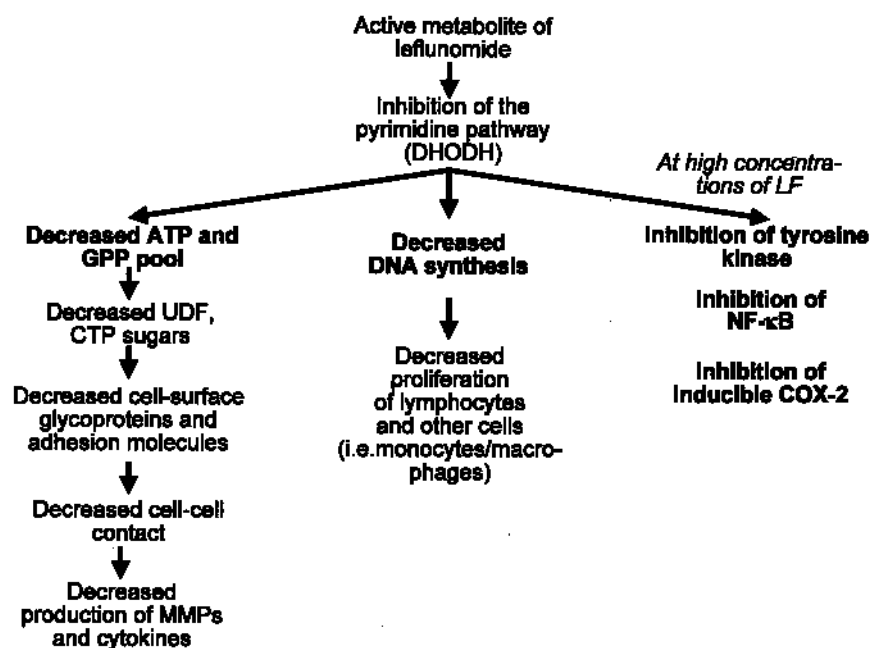 Active metabolite of
leflunomide
Inhibition of the
pyrimidine pathway
(DHODH)
At high concentra-
tions of LF
Decreased ATP and
GPP pool
Decreased UDF,
CTP sugars
Decreased cell-surface
glycoproteins and
adhesion molecules
Decreased cell-cell
contact
Decreased
production of MMPs
and cytokines
Decreased
DNA synthesis
Decreased
proliferation
of lymphocytes
and other cells
(i.e.monocytes/macro-
phages)
Inhibition of tyrosine
kinase
Inhibition of
NF-κB
Inhibition of
inducible COX-2